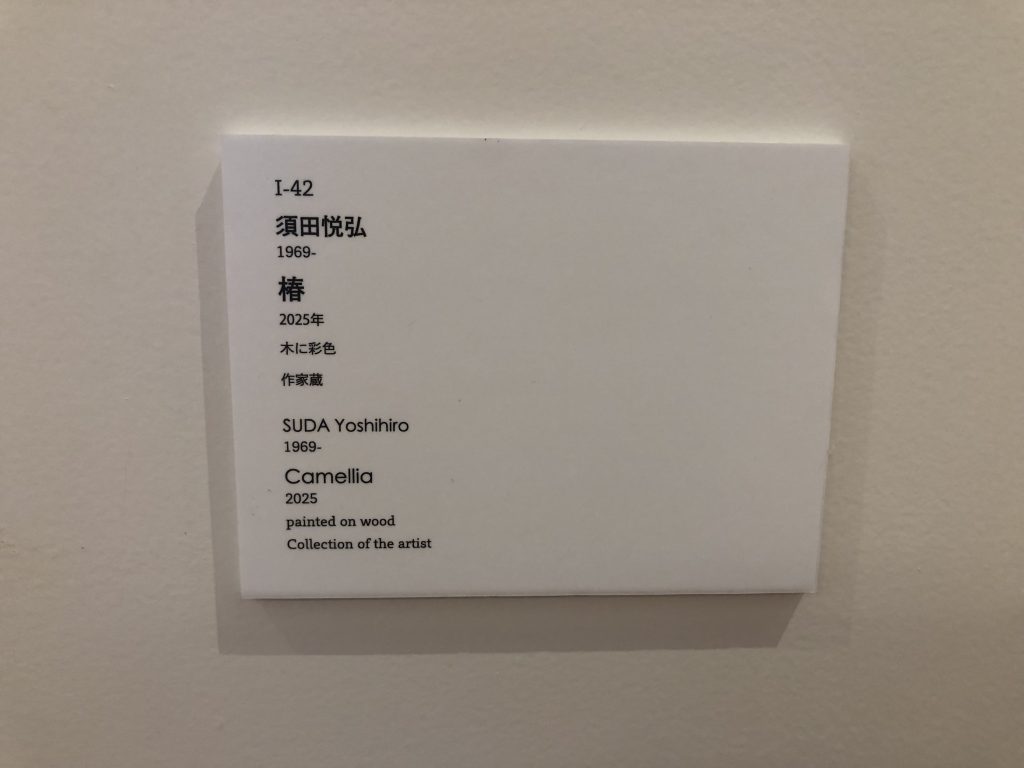 I-42
須田悦弘
1969-
椿
2025年
木に彩色
作家蔵
SUDA Yoshihiro
1969-
Camellia
2025
painted on wood
Collection of the artist